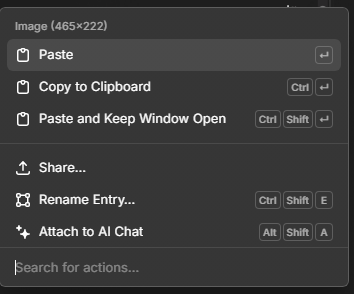 Image (465×222)
Paste ↵
Copy to Clipboard Ctrl ↵
Paste and Keep Window Open Ctrl Shift ↵
Share...
Rename Entry... Ctrl Shift E
Attach to AI Chat Alt Shift A
Search for actions...